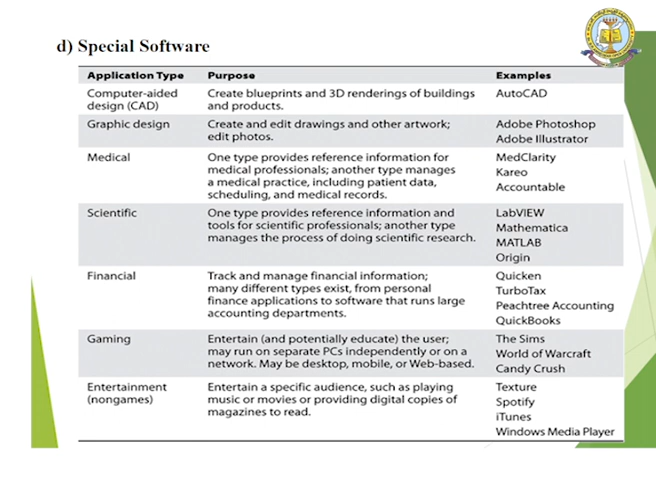 d) Special Software
Application Type Purpose Examples
Computer-aided Create blueprints and 3D renderings of buildings AutoCAD
design (CAD) and products.
Graphic design Create and edit drawings and other artwork; Adobe Photoshop
edit photos. Adobe Illustrator
Medical One type provides reference information for MedClarity
medical professionals; another type manages Kareo
a medical practice, including patient data, Accountable
scheduling, and medical records.
Scientific One type provides reference information and LabVIEW
tools for scientific professionals; another type Mathematica
manages the process of doing scientific research. MATLAB
Origin
Financial Track and manage financial information; Quicken
many different types exist, from personal TurboTax
finance applications to software that runs large Peachtree Accounting
accounting departments. QuickBooks
Gaming Entertain (and potentially educate) the user; The Sims
may run on separate PCs independently or on a World of Warcraft
network. May be desktop, mobile, or Web-based. Candy Crush
Entertainment Entertain a specific audience, such as playing Texture
(nongames) music or movies or providing digital copies of Spotify
magazines to read. iTunes
Windows Media Player